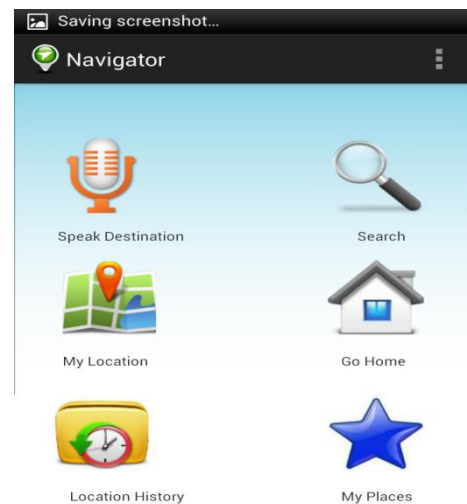 Saving screenshot...
Navigator
Speak Destination
Search
My Location
Go Home
Location History
My Places